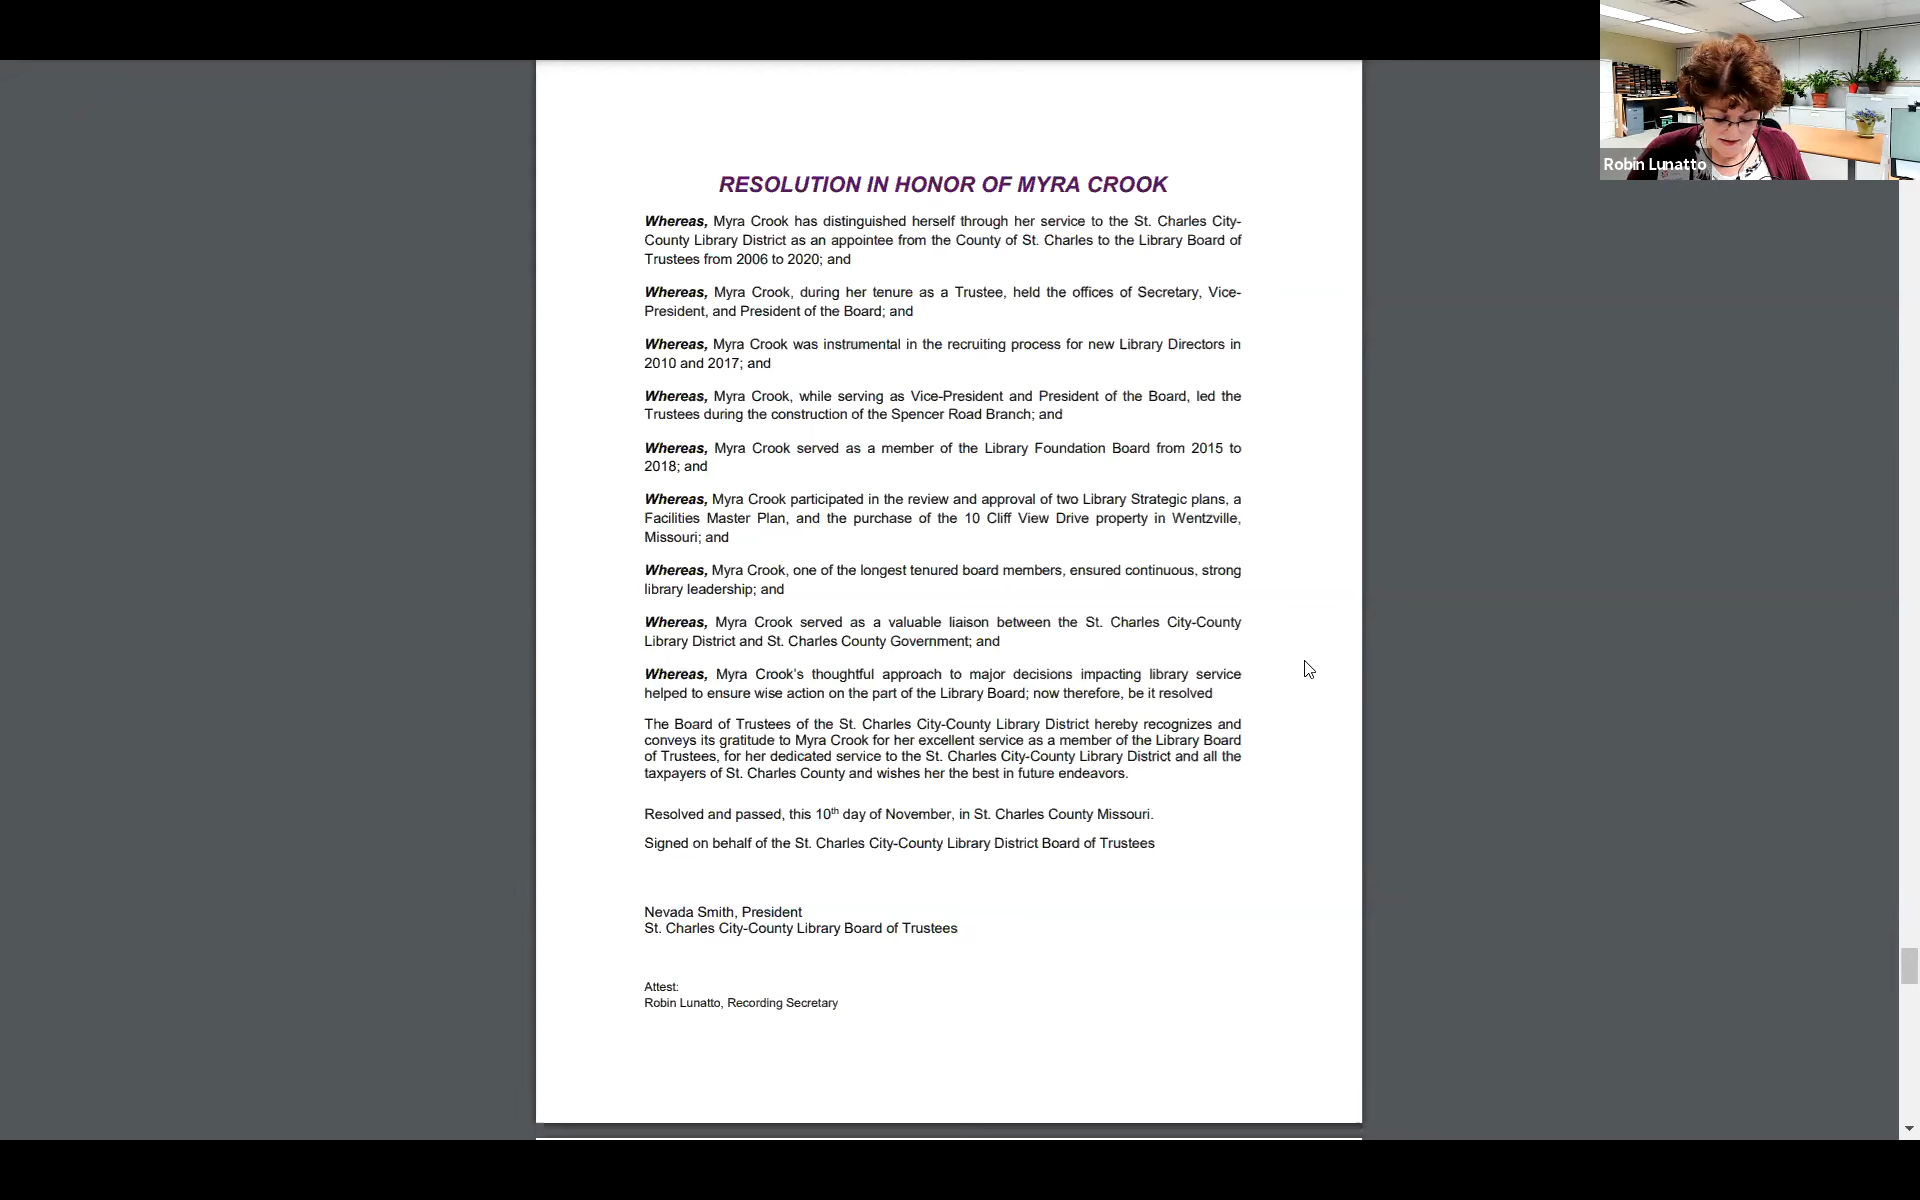 RESOLUTION IN HONOR OF MYRA CROOK
Whereas, Myra Crook has distinguished herself through her service to the St. Charles City-
County Library District as an appointee from the County of St. Charles to the Library Board of
Trustees from 2006 to 2020; and
Whereas, Myra Crook, during her tenure as a Trustee, held the offices of Secretary, Vice-
President, and President of the Board; and
Whereas, Myra Crook was instrumental in the recruiting process for new Library Directors in
2010 and 2017; and
Whereas, Myra Crook, while serving as Vice-President and President of the Board, led the
Trustees during the construction of the Spencer Road Branch; and
Whereas, Myra Crook served as a member of the Library Foundation Board from 2015 to
2018; and
Whereas, Myra Crook participated in the review and approval of two Library Strategic plans, a
Facilities Master Plan, and the purchase of the 10 Cliff View Drive property in Wentzville,
Missouri; and
Whereas, Myra Crook, one of the longest tenured board members, ensured continuous, strong
library leadership; and
Whereas, Myra Crook served as a valuable liaison between the St. Charles City-County
Library District and St. Charles County Government; and
Whereas, Myra Crook's thoughtful approach to major decisions impacting library service
helped to ensure wise action on the part of the Library Board; now therefore, be it resolved
The Board of Trustees of the St. Charles City-County Library District hereby recognizes and
conveys its gratitude to Myra Crook for her excellent service as a member of the Library Board
of Trustees, for her dedicated service to the St. Charles City-County Library District and all the
taxpayers of St. Charles County and wishes her the best in future endeavors.
Resolved and passed, this 10th day of November, in St. Charles County Missouri.
Signed on behalf of the St. Charles City-County Library District Board of Trustees
Nevada Smith, President
St. Charles City-County Library Board of Trustees
Attest:
Robin Lunatto, Recording Secretary
Robin Lunatto